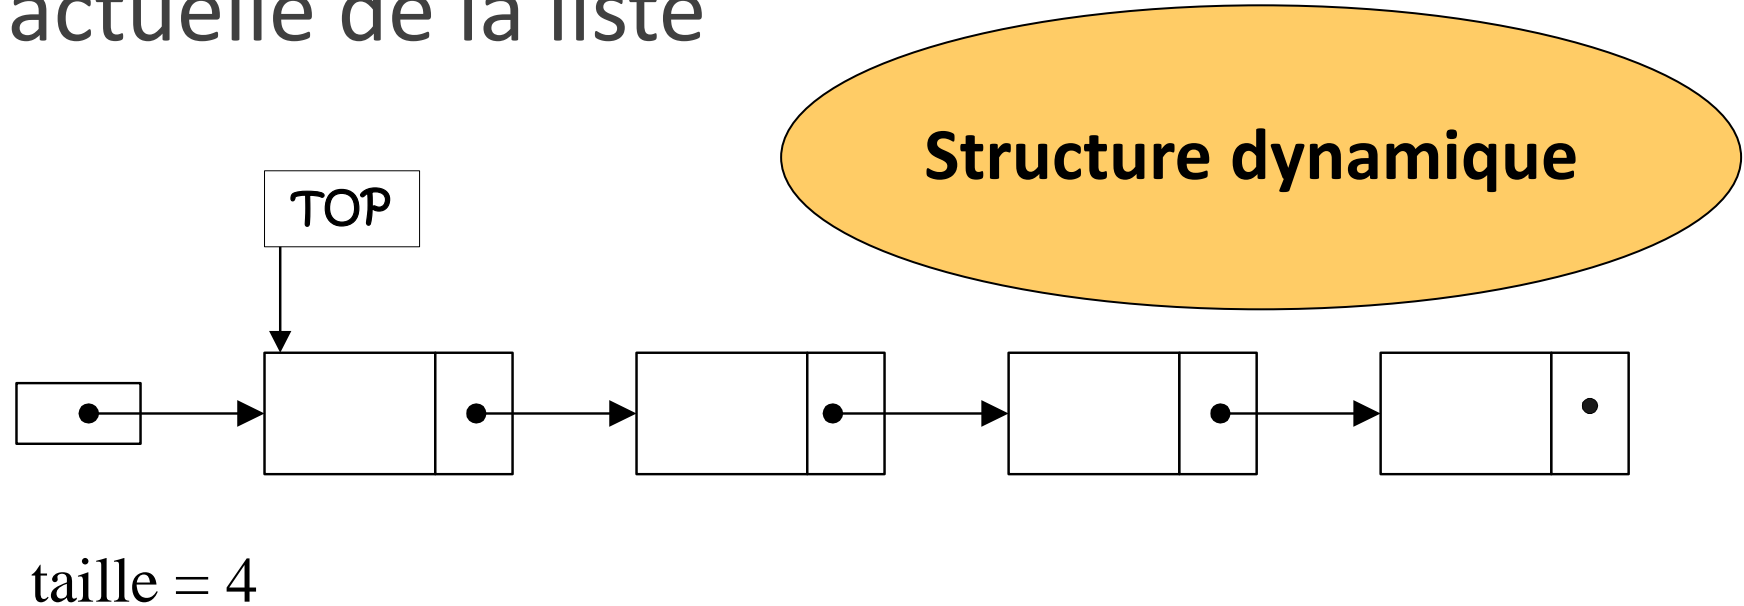 actuelle de la liste
Structure dynamique
TOP
taille = 4